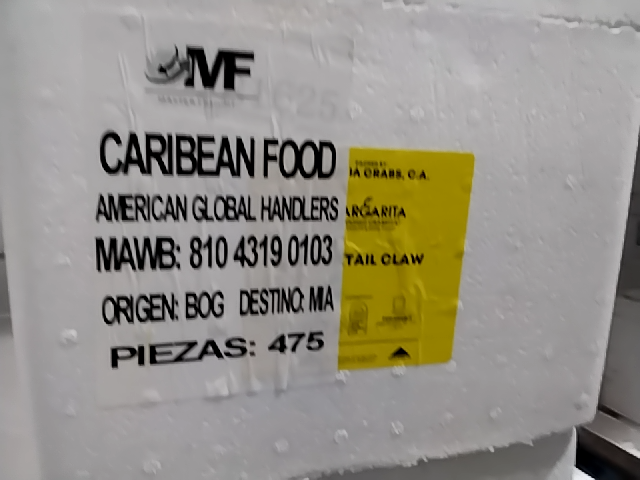 MF
CARIBEAN FOOD
AMERICAN GLOBAL HANDLERS
MAWB: 810 4319 0103
ORIGEN: BOG DESTINO: MIA
PIEZAS: 475
CRABS, C.A.
ARGARITA
TAIL CLAW